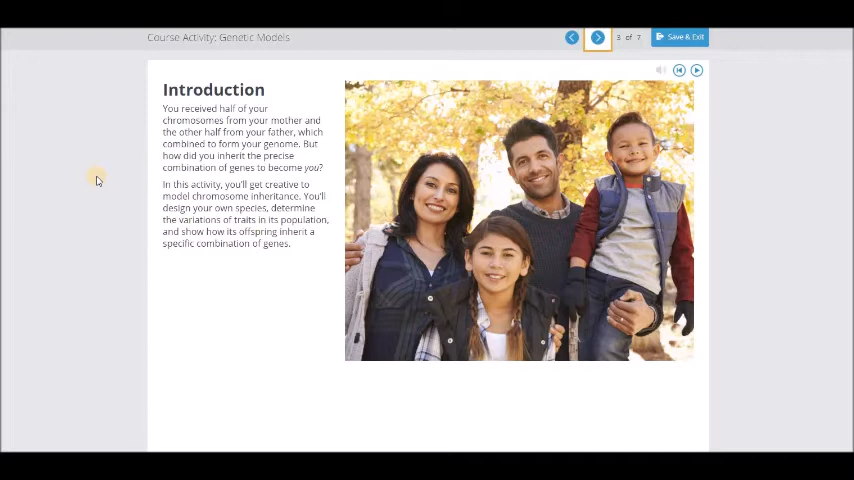 Course Activity: Genetic Models
3 of 7
Save & Exit
Introduction
You received half of your
chromosomes from your mother and
the other half from your father, which
combined to form your genome. But
how did you inherit the precise
combination of genes to become you?
In this activity, you'll get creative to
model chromosome inheritance. You'll
design your own species, determine
the variations of traits in its population,
and show how its offspring inherit a
specific combination of genes.